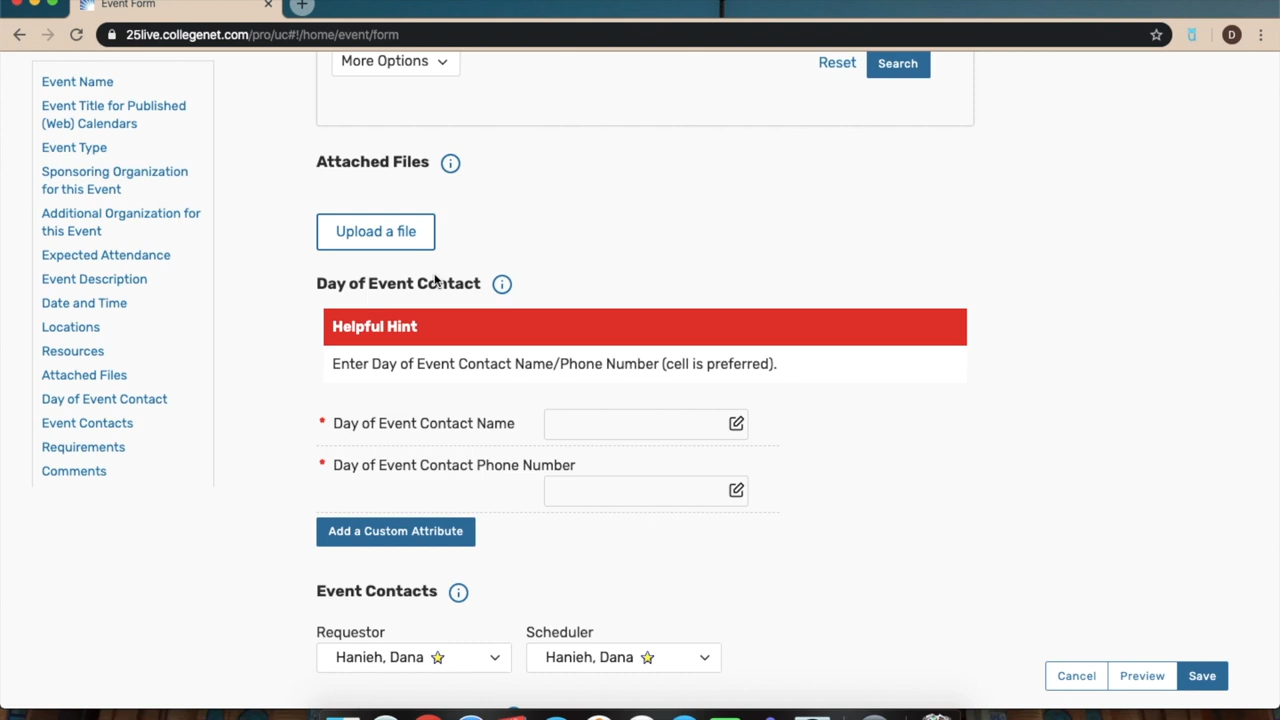 Event Form
25live.collegenet.com/pro/uc#!/home/event/form
D
Event Name
Event Title for Published
(Web) Calendars
Event Type
Sponsoring Organization
for this Event
Additional Organization for
this Event
Expected Attendance
Event Description
Date and Time
Locations
Resources
Attached Files
Day of Event Contact
Event Contacts
Requirements
Comments
More Options
Reset
Search
Attached Files
Upload a file
Day of Event Contact
Helpful Hint
Enter Day of Event Contact Name/Phone Number (cell is preferred).
* Day of Event Contact Name
* Day of Event Contact Phone Number
Add a Custom Attribute
Event Contacts
Requestor
Scheduler
Hanieh, Dana
Hanieh, Dana
Cancel
Preview
Save